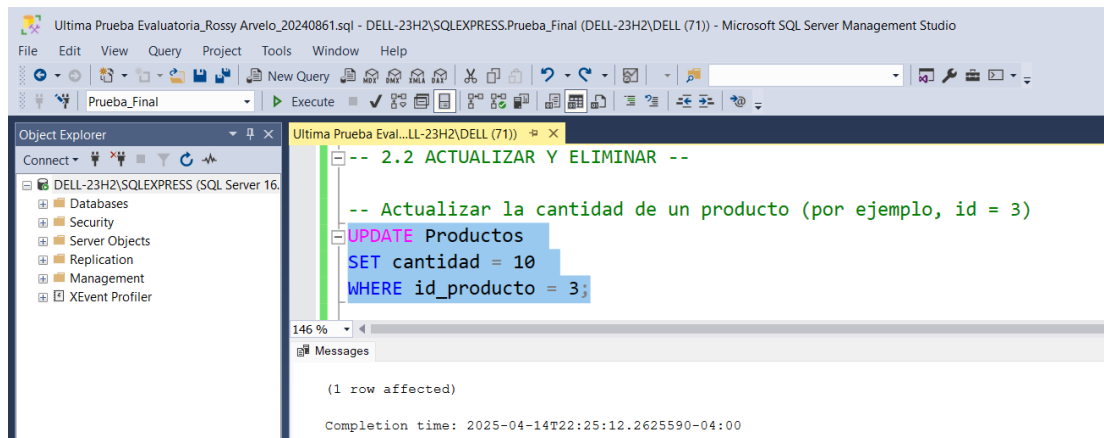 Ultima Prueba Evaluatoria_Rossy Arvelo_20240861.sql - DELL-23H2\SQLEXPRESS.Prueba_Final (DELL-23H2\DELL (71)) - Microsoft SQL Server Management Studio
File Edit View Query Project Tools Window Help
New Query MDX DMX XMLA DAX
Prueba_Final Execute
Object Explorer
Ultima Prueba Eval...LL-23H2\DELL (71))
Connect
DELL-23H2\SQLEXPRESS (SQL Server 16.
Databases
Security
Server Objects
Replication
Management
XEvent Profiler
-- 2.2 ACTUALIZAR Y ELIMINAR --
-- Actualizar la cantidad de un producto (por ejemplo, id = 3)
UPDATE Productos
SET cantidad = 10
WHERE id_producto = 3;
146 %
Messages
(1 row affected)
Completion time: 2025-04-14T22:25:12.2625590-04:00